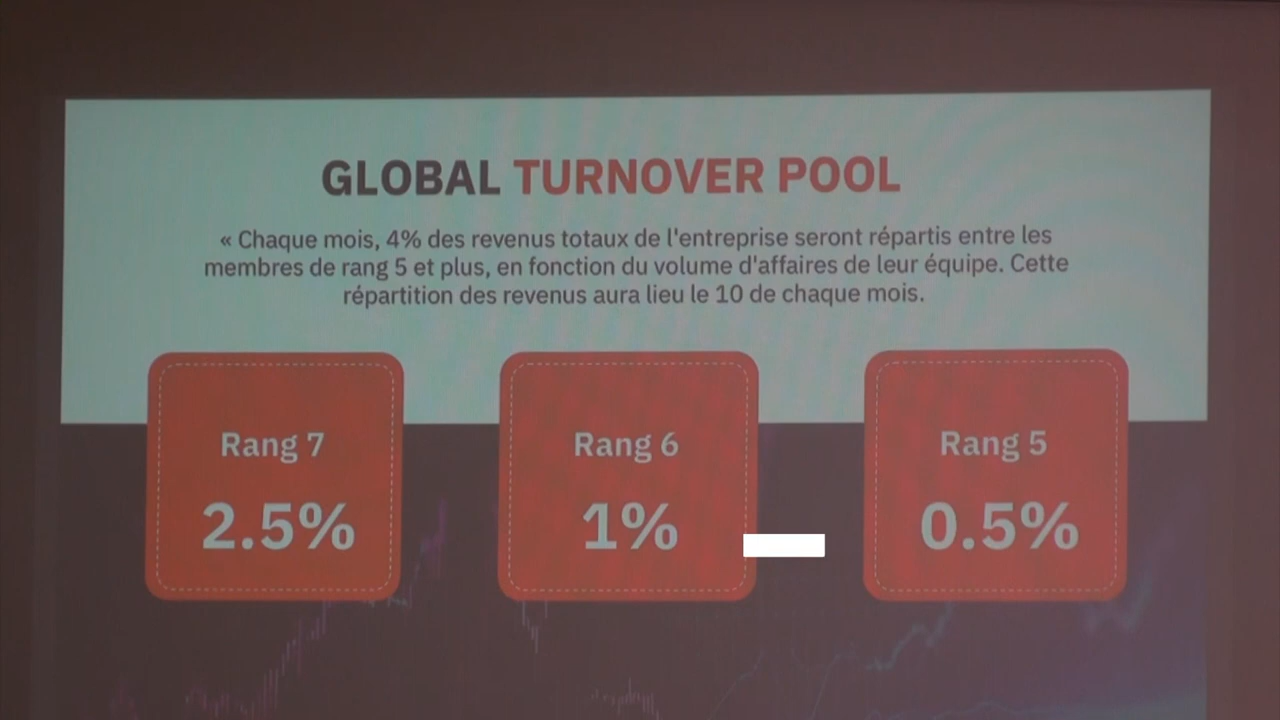 GLOBAL TURNOVER POOL
« Chaque mois, 4% des revenus totaux de l'entreprise seront répartis entre les
membres de rang 5 et plus, en fonction du volume d'affaires de leur équipe. Cette
répartition des revenus aura lieu le 10 de chaque mois.
Rang 7
2.5%
Rang 6
1%
Rang 5
0.5%